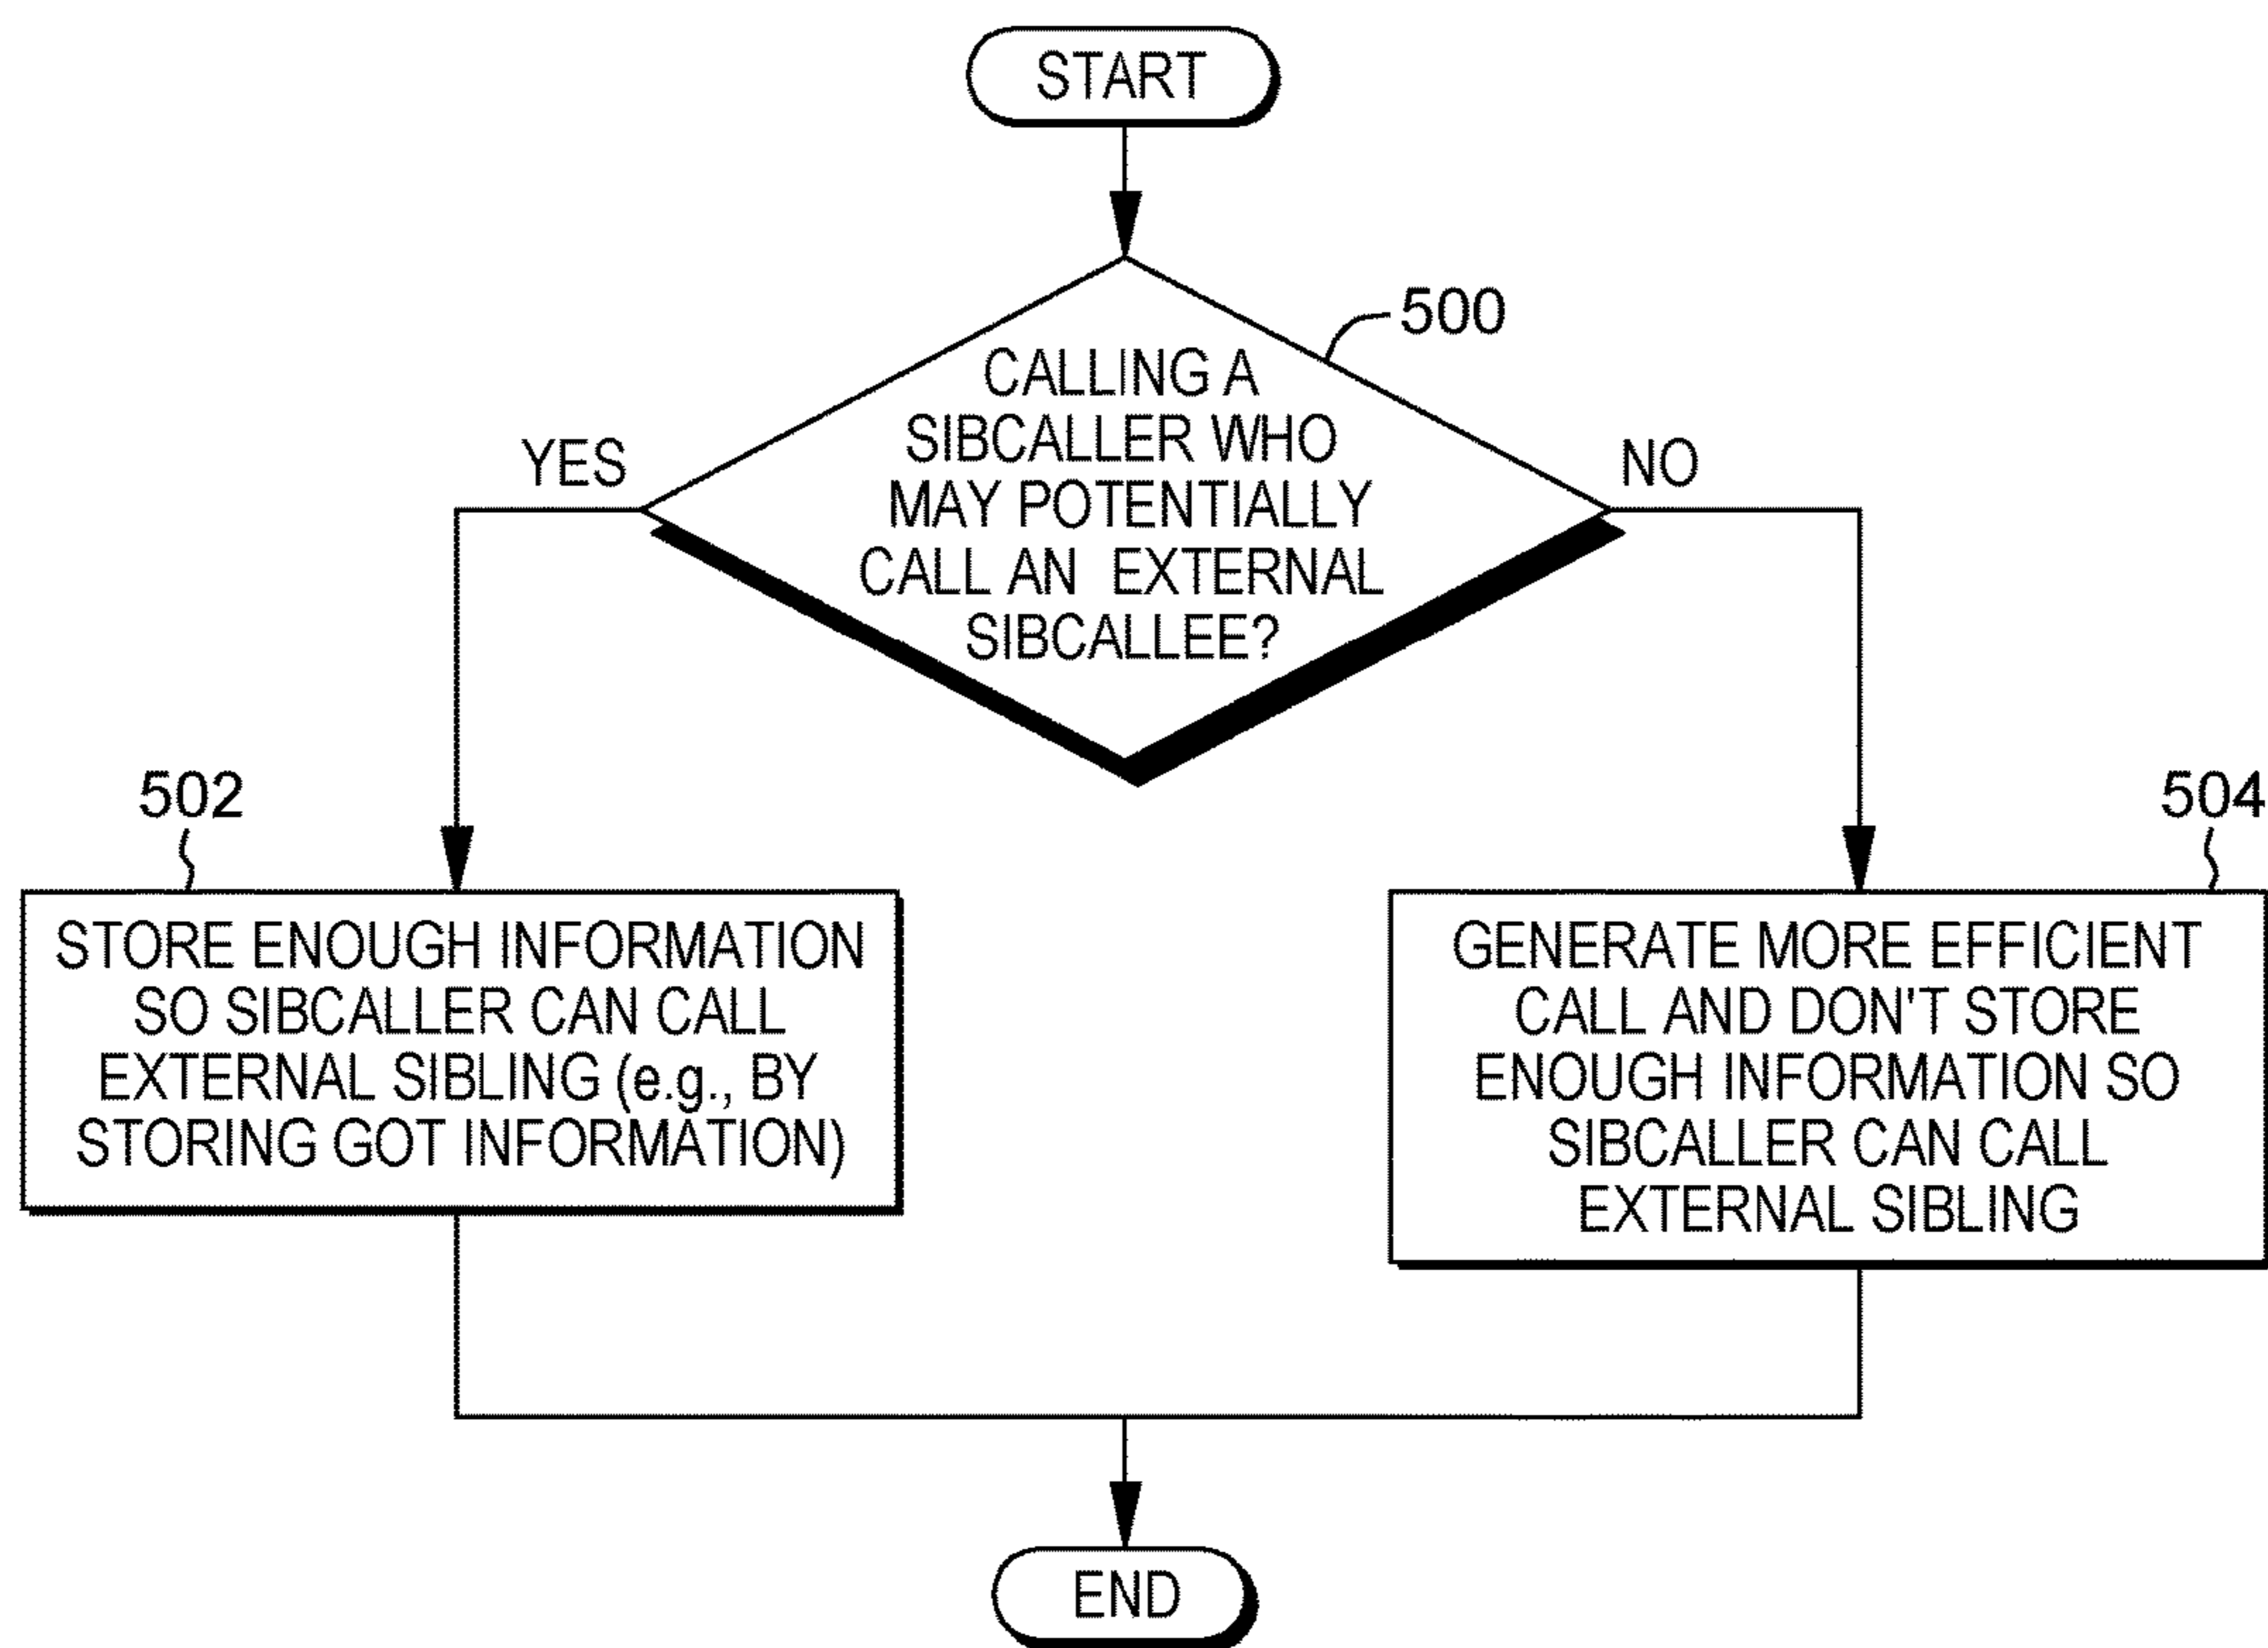 START
500
CALLING A
SIBCALLER WHO
MAY POTENTIALLY
CALL AN EXTERNAL
SIBCALLEE?
YES
NO
502
STORE ENOUGH INFORMATION
SO SIBCALLER CAN CALL
EXTERNAL SIBLING (e.g., BY
STORING GOT INFORMATION)
504
GENERATE MORE EFFICIENT
CALL AND DON'T STORE
ENOUGH INFORMATION SO
SIBCALLER CAN CALL
EXTERNAL SIBLING
END